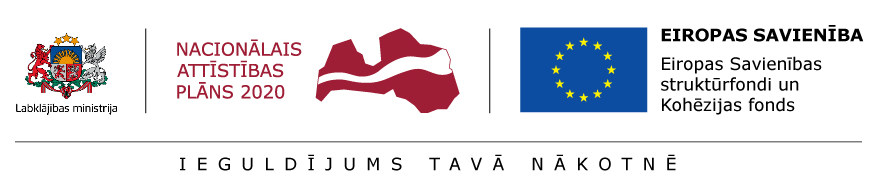 Labklājības ministrija
NACIONĀLAIS
ATTĪSTĪBAS
PLĀNS 2020
EIROPAS SAVIENĪBA
Eiropas Savienības
struktūrfondi un
Kohēzijas fonds
IEGULDĪJUMS TAVĀ NĀKOTNĒ